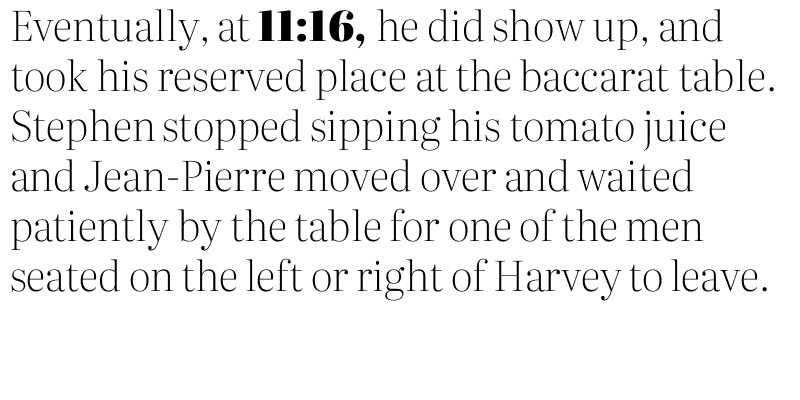 Eventually, at 11:16, he did show up, and
took his reserved place at the baccarat table.
Stephen stopped sipping his tomato juice
and Jean-Pierre moved over and waited
patiently by the table for one of the men
seated on the left or right of Harvey to leave.